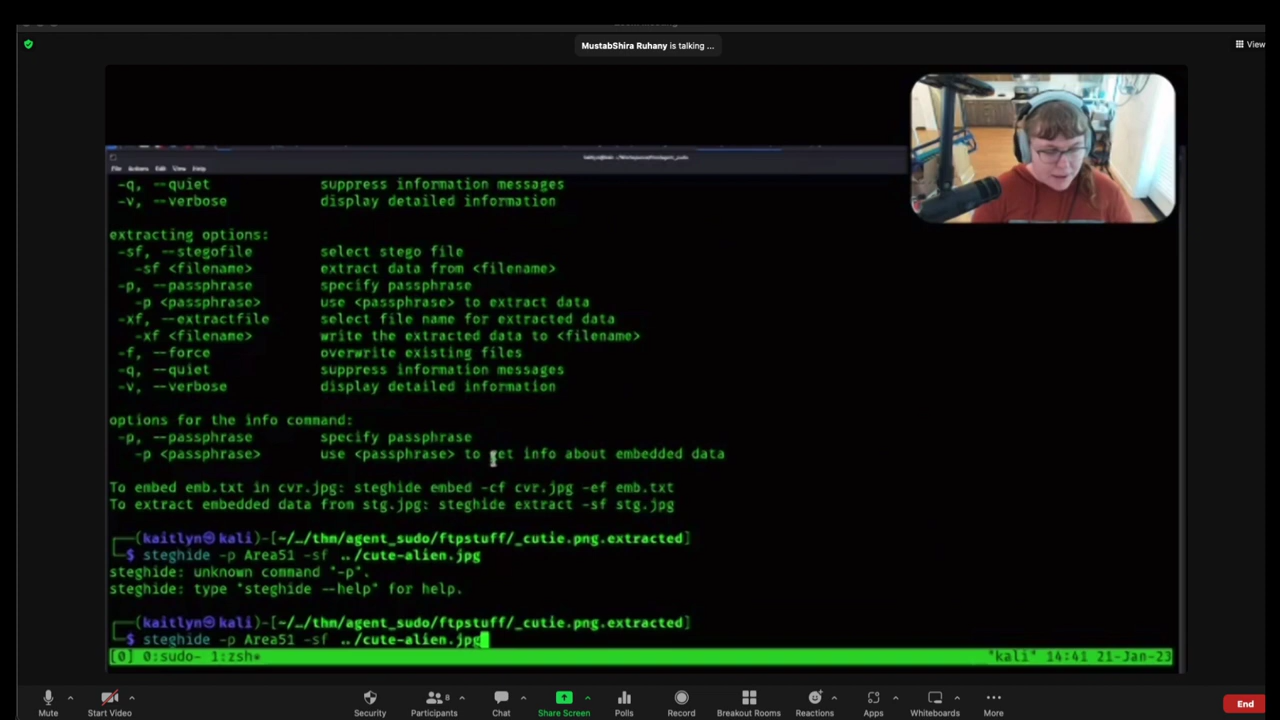 MustabShira Ruhany is talking ...
View
File Actions Edit View Help
-q, --quiet suppress information messages
-v, --verbose display detailed information
extracting options:
-sf, --stegofile select stego file
-sf <filename> extract data from <filename>
-p, --passphrase specify passphrase
-p <passphrase> use <passphrase> to extract data
-xf, --extractfile select file name for extracted data
-xf <filename> write the extracted data to <filename>
-f, --force overwrite existing files
-q, --quiet suppress information messages
-v, --verbose display detailed information
options for the info command:
-p, --passphrase specify passphrase
-p <passphrase> use <passphrase> to get info about embedded data
To embed emb.txt in cvr.jpg: steghide embed -cf cvr.jpg -ef emb.txt
To extract embedded data from stg.jpg: steghide extract -sf stg.jpg
┌──(kaitlyn㉿kali)-[~/…/thm/agent_sudo/ftpstuff/_cutie.png.extracted]
└─$ steghide -p Area51 -sf ../cute-alien.jpg
steghide: unknown command "-p".
steghide: type "steghide --help" for help.
┌──(kaitlyn㉿kali)-[~/…/thm/agent_sudo/ftpstuff/_cutie.png.extracted]
└─$ steghide -p Area51 -sf ../cute-alien.jpg
[0] 0:sudo- 1:zsh* "kali" 14:41 21-Jan-23
Mute Start Video Security Participants 8 Chat Share Screen Polls Record Breakout Rooms Reactions Apps Whiteboards More End